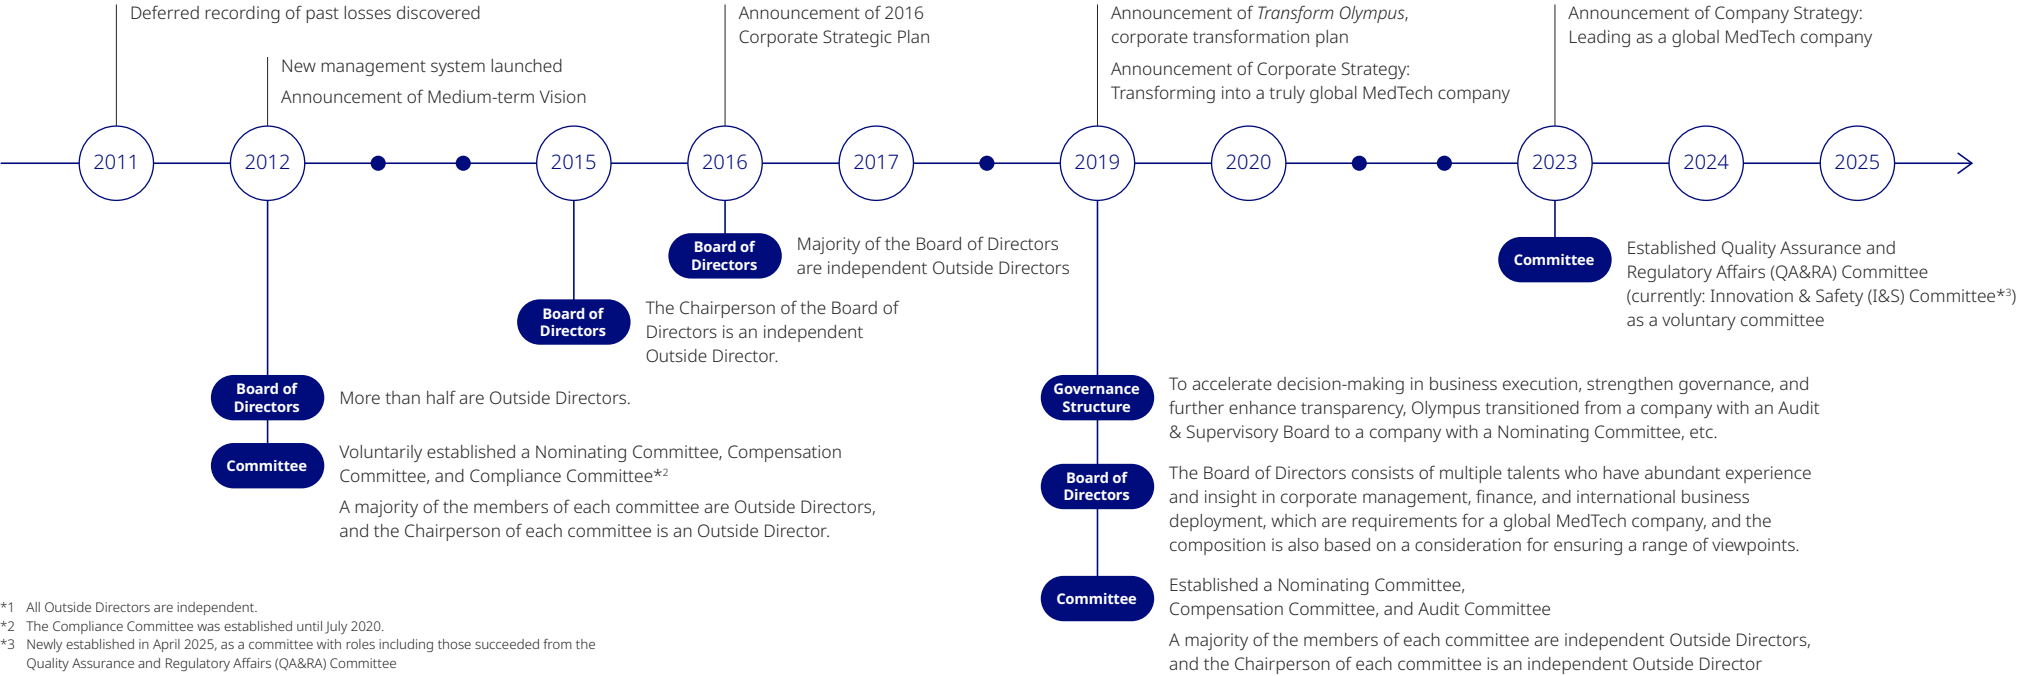 Deferred recording of past losses discovered
New management system launched
Announcement of Medium-term Vision
Announcement of 2016
Corporate Strategic Plan
Announcement of Transform Olympus,
corporate transformation plan
Announcement of Corporate Strategy:
Transforming into a truly global MedTech company
Announcement of Company Strategy:
Leading as a global MedTech company
2011
2012
2015
2016
2017
2019
2020
2023
2024
2025
Board of
Directors
More than half are Outside Directors.
Committee
Voluntarily established a Nominating Committee, Compensation
Committee, and Compliance Committee*2
A majority of the members of each committee are Outside Directors,
and the Chairperson of each committee is an Outside Director.
Board of
Directors
The Chairperson of the Board of
Directors is an independent
Outside Director.
Board of
Directors
Majority of the Board of Directors
are independent Outside Directors
Governance
Structure
To accelerate decision-making in business execution, strengthen governance, and
further enhance transparency, Olympus transitioned from a company with an Audit
& Supervisory Board to a company with a Nominating Committee, etc.
Board of
Directors
The Board of Directors consists of multiple talents who have abundant experience
and insight in corporate management, finance, and international business
deployment, which are requirements for a global MedTech company, and the
composition is also based on a consideration for ensuring a range of viewpoints.
Committee
Established a Nominating Committee,
Compensation Committee, and Audit Committee
A majority of the members of each committee are independent Outside Directors,
and the Chairperson of each committee is an independent Outside Director
Committee
Established Quality Assurance and
Regulatory Affairs (QA&RA) Committee
(currently: Innovation & Safety (I&S) Committee*3)
as a voluntary committee
*1 All Outside Directors are independent.
*2 The Compliance Committee was established until July 2020.
*3 Newly established in April 2025, as a committee with roles including those succeeded from the
Quality Assurance and Regulatory Affairs (QA&RA) Committee